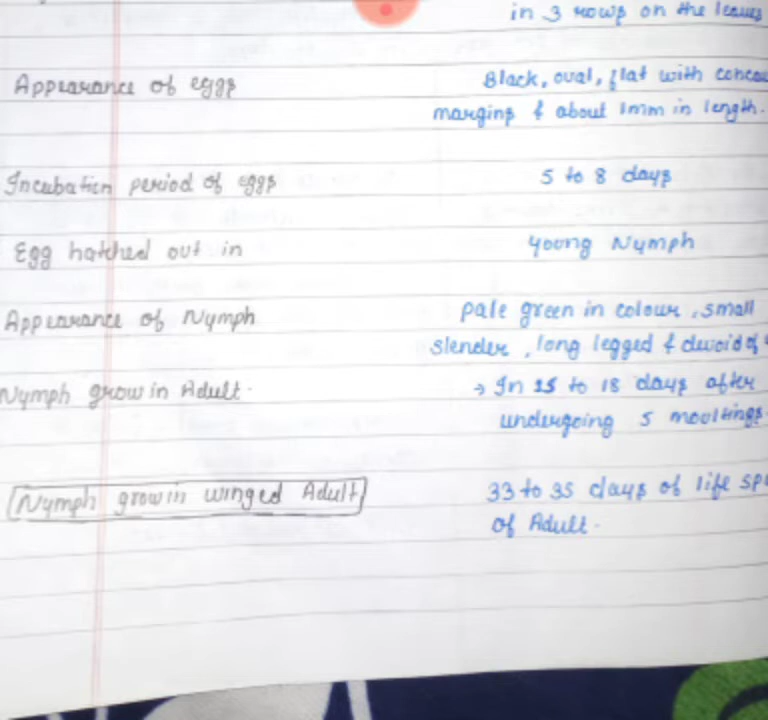 in 3 rows on the leaves
Appearance of eggs
Black, oval, flat with
margins & about 1mm in length.
Incubation period of eggs
5 to 8 days
Egg hatched out in
young Nymph
Appearance of Nymph
pale green in colour, small
slender, long legged & devoid of
Nymph grow in Adult.
→ In 15 to 18 days after
undergoing 5 moultings
Nymph grow in winged Adult
33 to 35 days of life
of Adult.